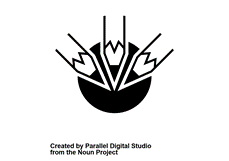 Created by Parallel Digital Studio
from the Noun Project